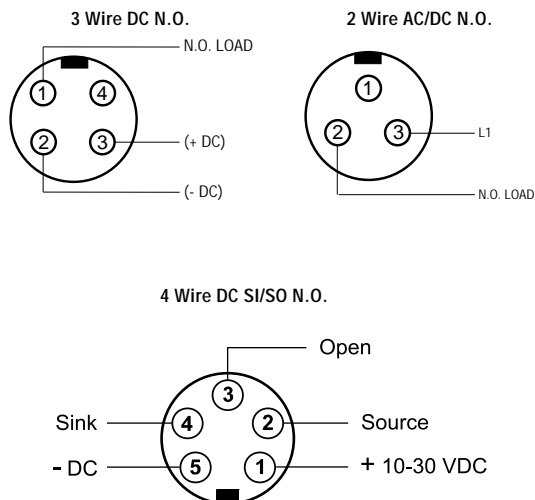 3 Wire DC N.O.
N.O. LOAD
1
4
2
3
(+ DC)
(- DC)
2 Wire AC/DC N.O.
1
2
3
L1
N.O. LOAD
4 Wire DC SI/SO N.O.
Open
3
Sink
4
2
Source
- DC
5
1
+ 10-30 VDC